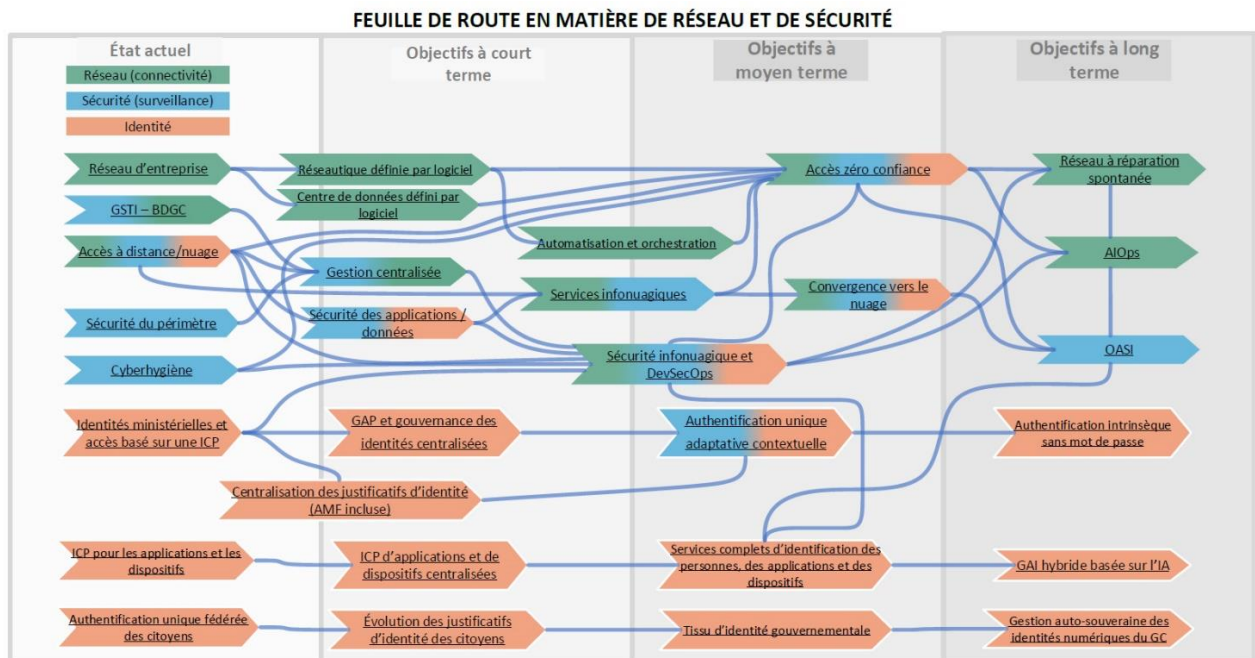 FEUILLE DE ROUTE EN MATIÈRE DE RÉSEAU ET DE SÉCURITÉ
État actuel
Réseau (connectivité)
Sécurité (surveillance)
Identité
Objectifs à court
terme
Objectifs à
moyen terme
Objectifs à long
terme
Réseau d'entreprise
Réseautique définie par logiciel
Accès zéro confiance
Réseau à réparation
spontanée
GSTI – BDGC
Centre de données défini par
logiciel
Accès à distance/nuage
Automatisation et orchestration
AIOps
Gestion centralisée
Services infonuagiques
Convergence vers le
nuage
Sécurité du périmètre
Sécurité des applications /
données
OASI
Cyberhygiène
Sécurité infonuagique et
DevSecOps
Identités ministérielles et
accès basé sur une ICP
GAP et gouvernance des
identités centralisées
Authentification unique
adaptative contextuelle
Authentification intrinsèque
sans mot de passe
Centralisation des justificatifs d'identité
(AMF incluse)
ICP pour les applications et les
dispositifs
ICP d'applications et de
dispositifs centralisées
Services complets d'identification des
personnes, des applications et des
dispositifs
GAI hybride basée sur l'IA
Authentification unique fédérée
des citoyens
Évolution des justificatifs
d'identité des citoyens
Tissu d'identité gouvernementale
Gestion auto-souveraine des
identités numériques du GC